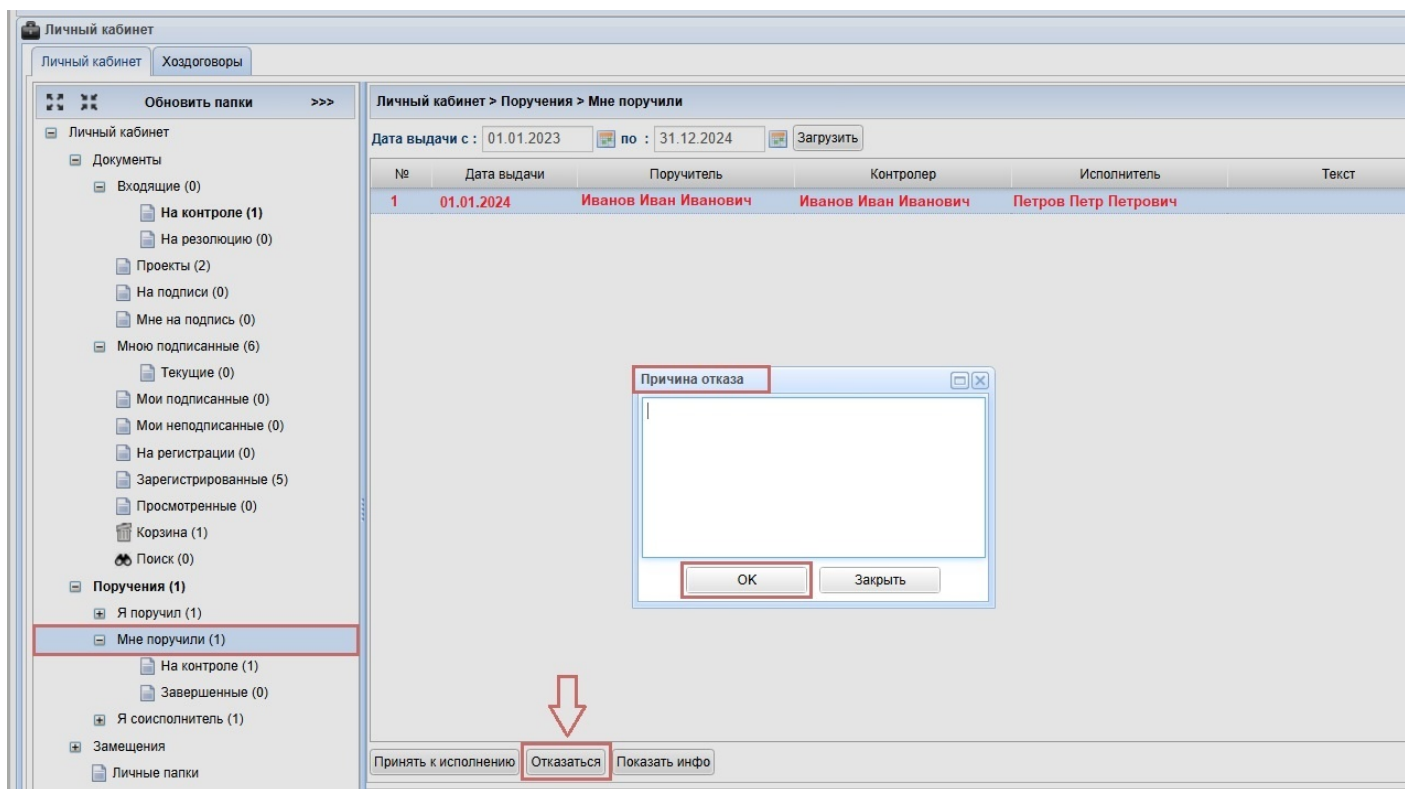 Личный кабинет
Личный кабинет Хоздоговоры
Обновить папки >>>
Личный кабинет
Документы
Входящие (0)
На контроле (1)
На резолюцию (0)
Проекты (2)
На подписи (0)
Мне на подпись (0)
Мною подписанные (6)
Текущие (0)
Мои подписанные (0)
Мои неподписанные (0)
На регистрации (0)
Зарегистрированные (5)
Просмотренные (0)
Корзина (1)
Поиск (0)
Поручения (1)
Я поручил (1)
Мне поручили (1)
На контроле (1)
Завершенные (0)
Я соисполнитель (1)
Замещения
Личные папки
Личный кабинет > Поручения > Мне поручили
Дата выдачи с : 01.01.2023 по : 31.12.2024 Загрузить
№ Дата выдачи Поручитель Контролер Исполнитель Текст
1 01.01.2024 Иванов Иван Иванович Иванов Иван Иванович Петров Петр Петрович
Причина отказа
OK Закрыть
Принять к исполнению Отказаться Показать инфо